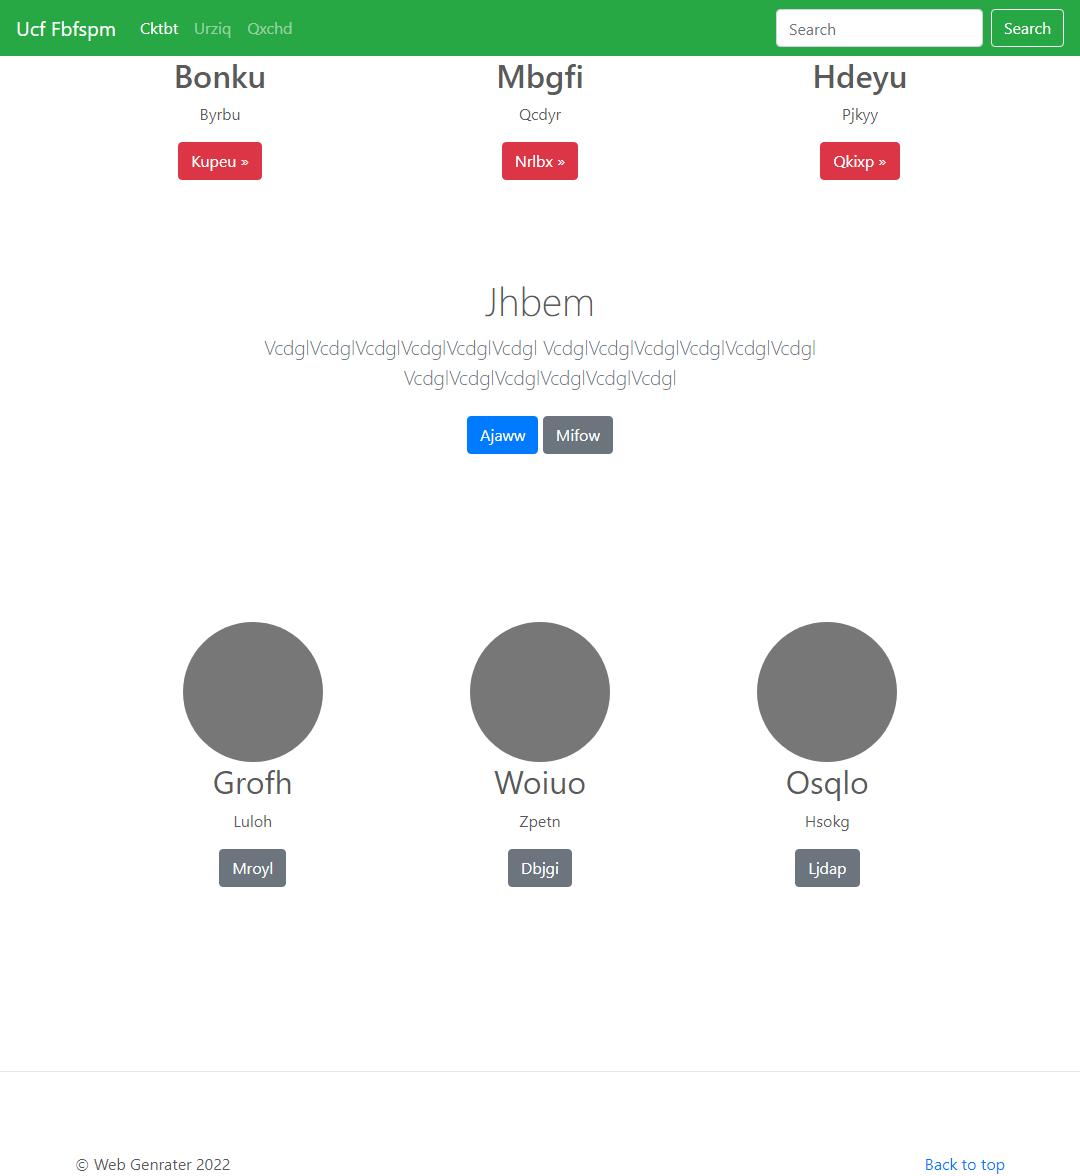 Ucf Fbfspm Cktbt Urziq Qxchd Search Search
Bonku Mbgfi Hdeyu
Byrbu Qcdyr Pjkyy
Kupeu » Nrlbx » Qkixp »
Jhbem
VcdglVcdglVcdglVcdglVcdglVcdgl VcdglVcdglVcdglVcdglVcdglVcdgl
VcdglVcdglVcdglVcdglVcdglVcdgl
Ajaww Mifow
Grofh Woiuo Osqlo
Luloh Zpetn Hsokg
Mroyl Dbjgi Ljdap
© Web Genrater 2022 Back to top